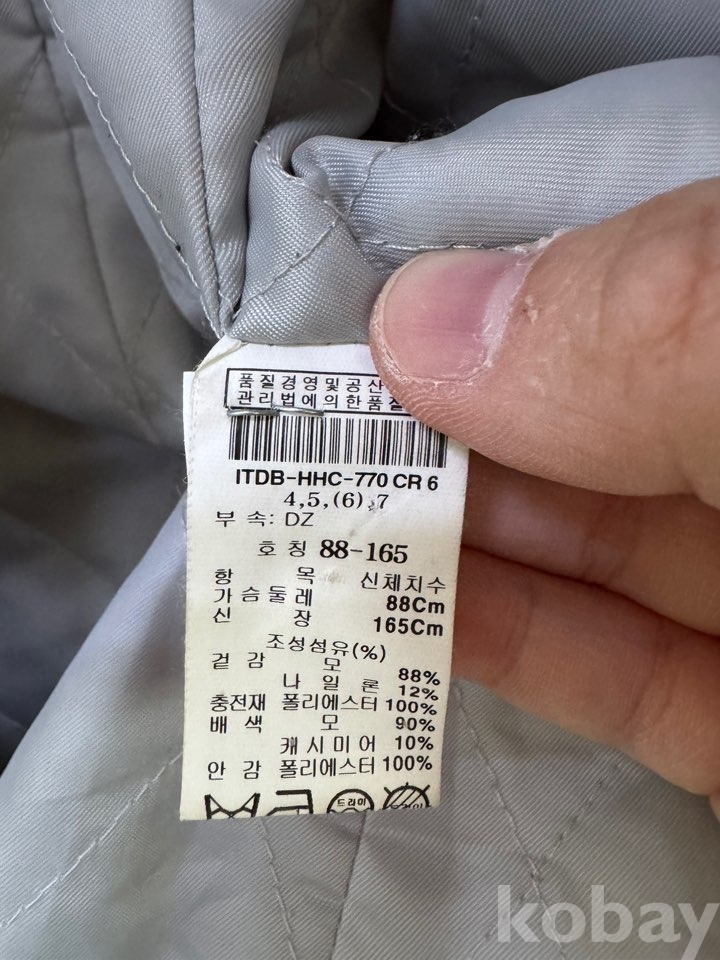 품질경영및공산
관리법에의한품질
ITDB-HHC-770 CR 6
4,5,(6),7
부 속: DZ
호칭 88-165
항 목 신체치수
가슴둘레 88Cm
신 장 165Cm
조성섬유(%)
겉 감 모 88%
나 일 론 12%
충전재 폴리에스터 100%
배 색 모 90%
캐시미어 10%
안 감 폴리에스터 100%
드라이
kobay